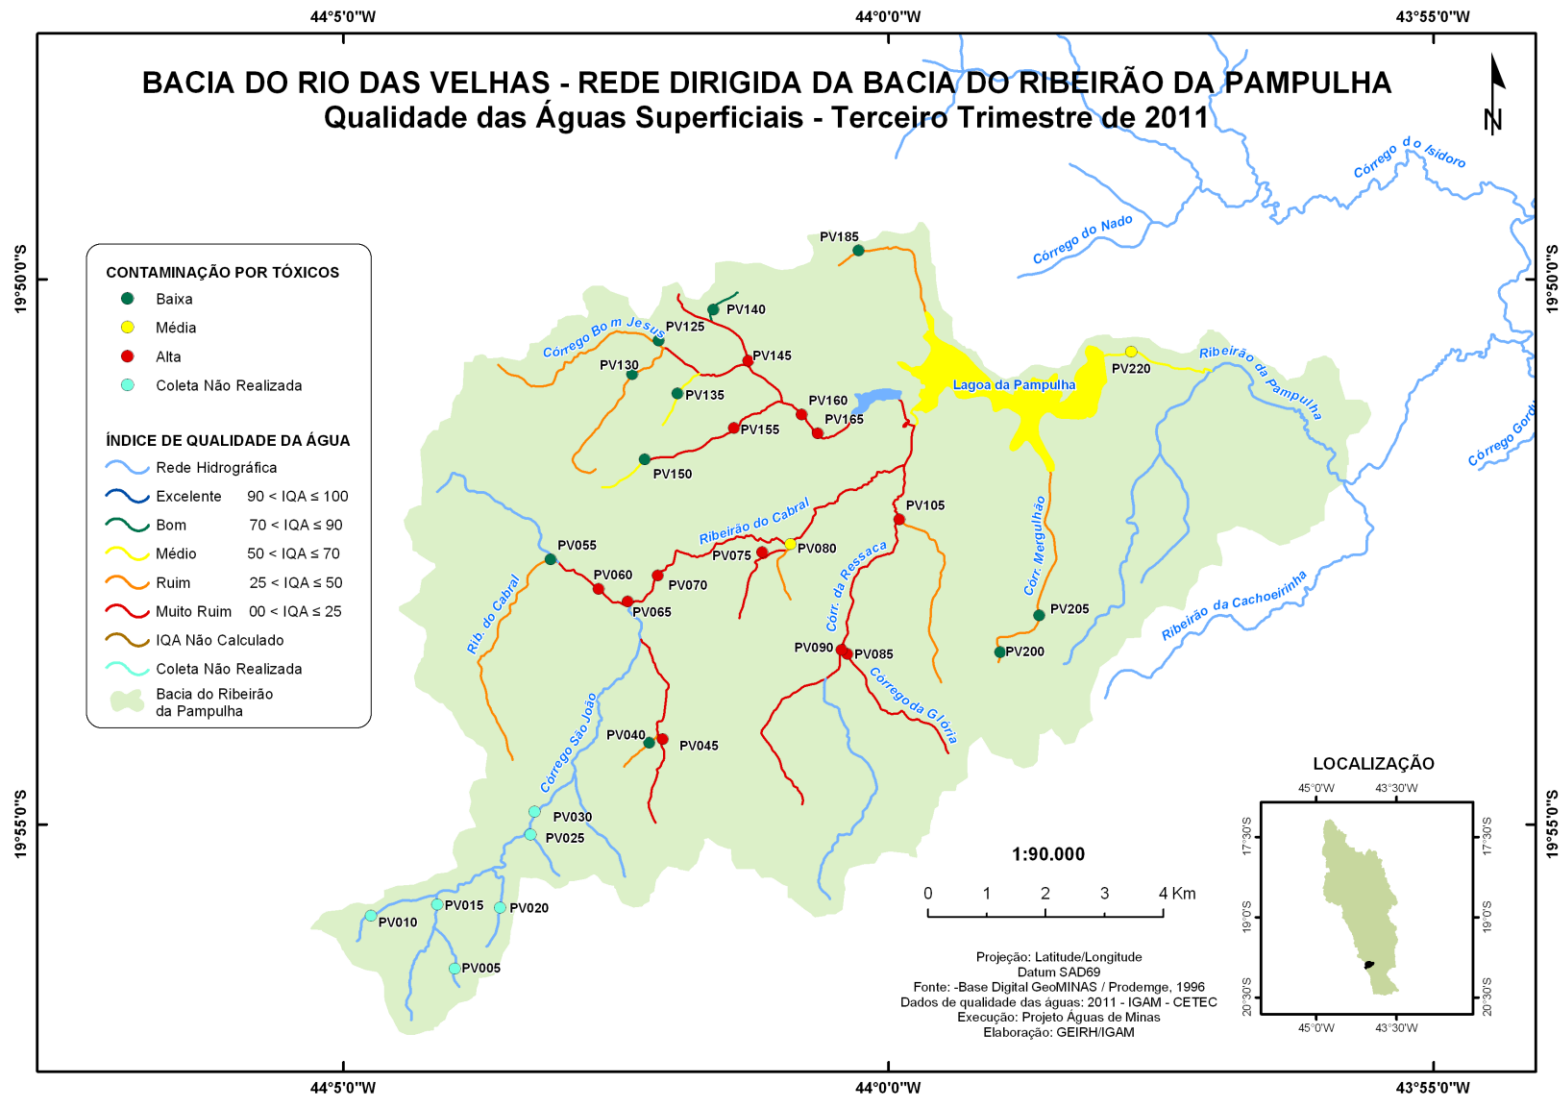 44°5'0"W
44°0'0"W
43°55'0"W
BACIA DO RIO DAS VELHAS - REDE DIRIGIDA DA BACIA DO RIBEIRÃO DA PAMPULHA
Qualidade das Águas Superficiais - Terceiro Trimestre de 2011
N
Córrego do Isidoro
Córrego do Nado
19°50'0"S
19°50'0"S
CONTAMINAÇÃO POR TÓXICOS
Baixa
Média
Alta
Coleta Não Realizada
ÍNDICE DE QUALIDADE DA ÁGUA
Rede Hidrográfica
Excelente 90 < IQA ≤ 100
Bom 70 < IQA ≤ 90
Médio 50 < IQA ≤ 70
Ruim 25 < IQA ≤ 50
Muito Ruim 00 < IQA ≤ 25
IQA Não Calculado
Coleta Não Realizada
Bacia do Ribeirão
da Pampulha
PV185
PV140
Córrego Bom Jesus
PV125
PV145
PV130
PV135
PV160
PV165
PV155
PV150
Lagoa da Pampulha
PV220
Ribeirão da Pampulha
Ribeirão do Cabral
PV105
PV055
PV075
PV080
PV060
PV070
PV065
Rib. do Cabral
Córr. da Ressaca
Córr. Mergulhão
PV205
PV200
Ribeirão da Cachoeirinha
PV090
PV085
Córrego da Glória
Córrego São João
PV040
PV045
PV030
PV025
PV015
PV020
PV010
PV005
19°55'0"S
19°55'0"S
1:90.000
0 1 2 3 4 Km
Projeção: Latitude/Longitude
Datum SAD69
Fonte: -Base Digital GeoMINAS / Prodemge, 1996
Dados de qualidade das águas: 2011 - IGAM - CETEC
Execução: Projeto Águas de Minas
Elaboração: GEIRH/IGAM
LOCALIZAÇÃO
45°0'W
43°30'W
17°30'S
17°30'S
19°0'S
19°0'S
20°30'S
20°30'S
45°0'W
43°30'W
44°5'0"W
44°0'0"W
43°55'0"W